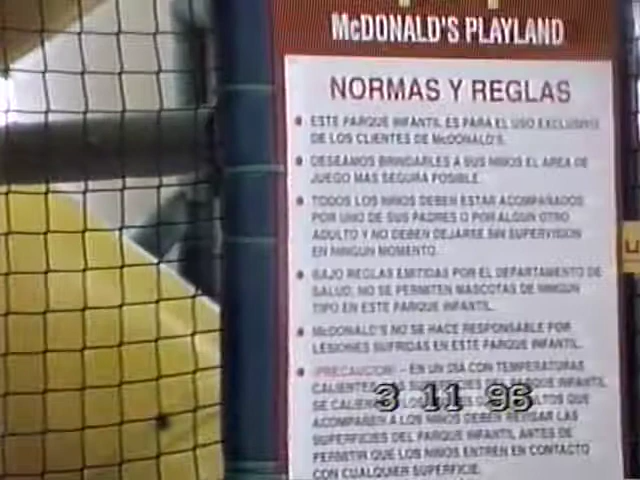 McDONALD'S PLAYLAND
NORMAS Y REGLAS
• ESTE PARQUE INFANTIL ES PARA EL USO EXCLUSIVO
DE LOS CLIENTES DE McDONALD'S.
• DESEAMOS BRINDARLES A SUS NIÑOS EL AREA DE
JUEGO MAS SEGURA POSIBLE.
• TODOS LOS NIÑOS DEBEN ESTAR ACOMPAÑADOS
POR UNO DE SUS PADRES O POR ALGUN OTRO
ADULTO Y NO DEBEN DEJARSE SIN SUPERVISION
EN NINGUN MOMENTO.
• BAJO REGLAS EMITIDAS POR EL DEPARTAMENTO DE
SALUD, NO SE PERMITEN MASCOTAS DE NINGUN
TIPO EN ESTE PARQUE INFANTIL.
• McDONALD'S NO SE HACE RESPONSABLE POR
LESIONES SUFRIDAS EN ESTE PARQUE INFANTIL.
• ¡PRECAUCION! – EN UN DIA CON TEMPERATURAS
CALIENTES INFANTIL
SE QUE
3 11 96
ACOMPAÑEN A LOS NIÑOS DEBEN REVISAR LAS
SUPERFICIES DEL PARQUE INFANTIL ANTES DE
PERMITIR QUE LOS NIÑOS ENTREN EN CONTACTO
CON CUALQUIER SUPERFICIE.